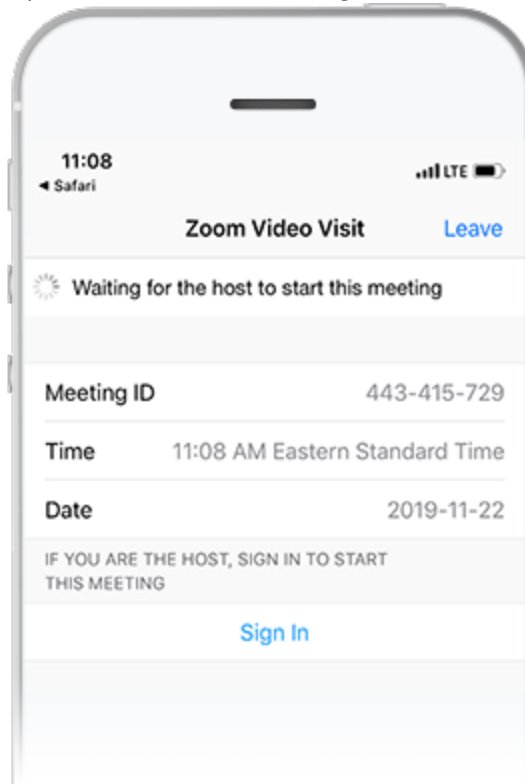 11:08
LTE
◄ Safari
Zoom Video Visit
Leave
Waiting for the host to start this meeting
Meeting ID
443-415-729
Time
11:08 AM Eastern Standard Time
Date
2019-11-22
IF YOU ARE THE HOST, SIGN IN TO START
THIS MEETING
Sign In